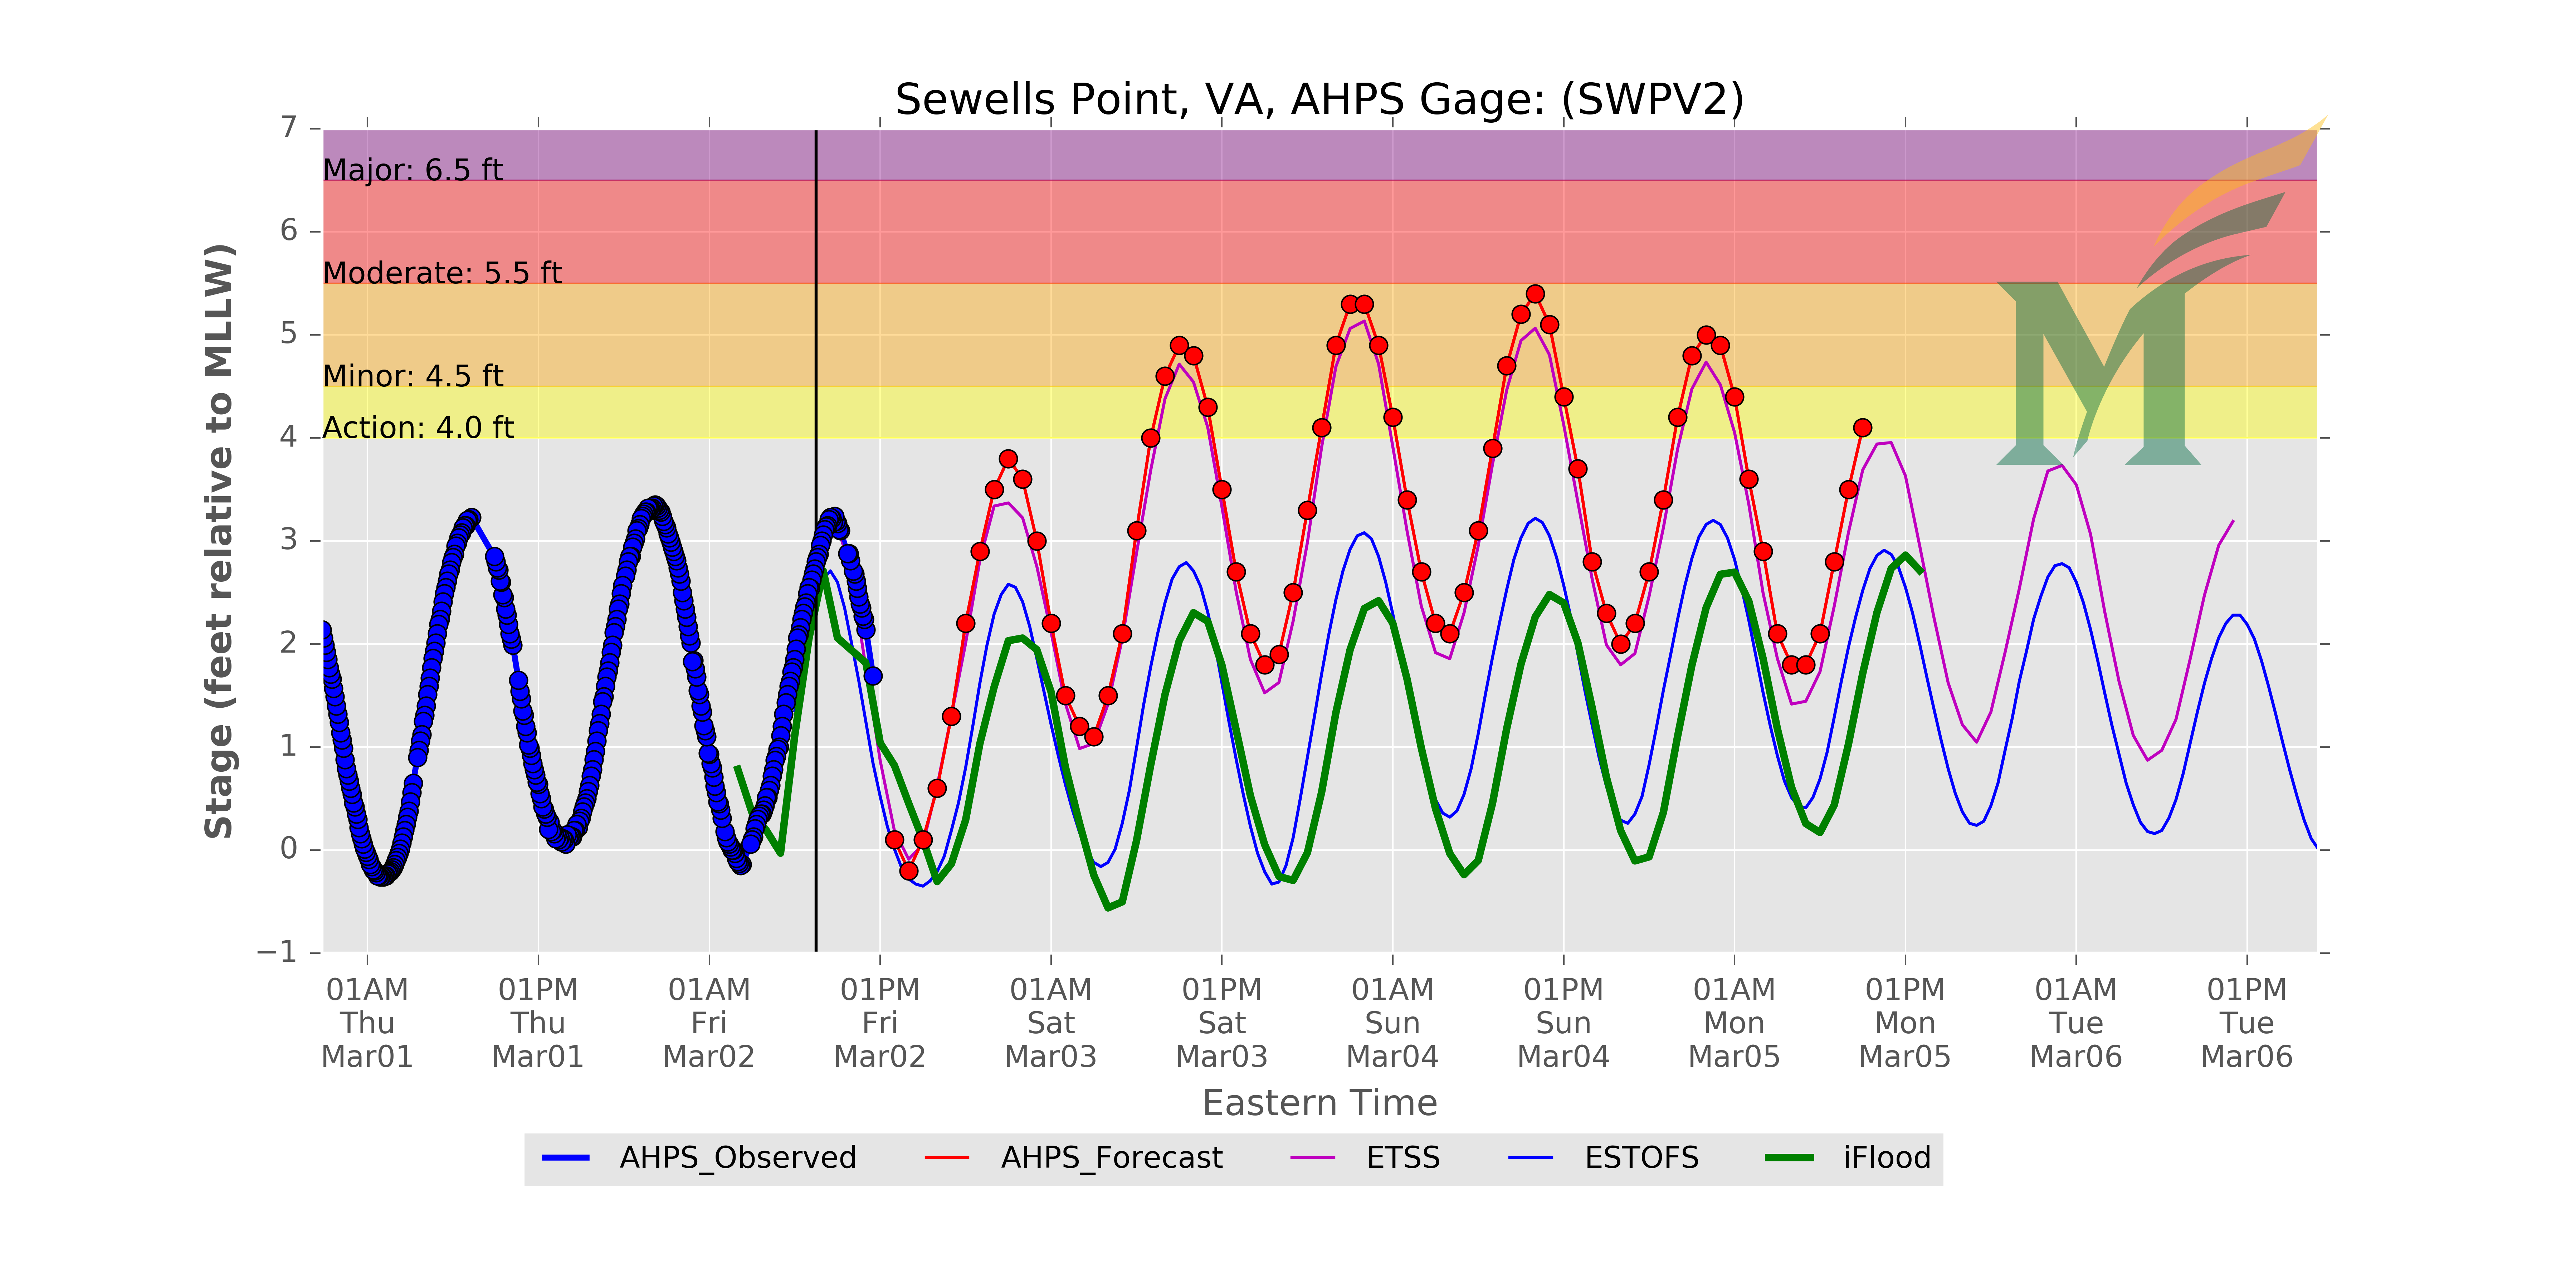 Sewells Point, VA, AHPS Gage: (SWPV2)
Stage (feet relative to MLLW)
7
6
5
4
3
2
1
0
−1
Major: 6.5 ft
Moderate: 5.5 ft
Minor: 4.5 ft
Action: 4.0 ft
M
01AM 01PM 01AM 01PM 01AM 01PM 01AM 01PM 01AM 01PM 01AM 01PM
Thu Thu Fri Fri Sat Sat Sun Sun Mon Mon Tue Tue
Mar01 Mar01 Mar02 Mar02 Mar03 Mar03 Mar04 Mar04 Mar05 Mar05 Mar06 Mar06
Eastern Time
AHPS_Observed AHPS_Forecast ETSS ESTOFS iFlood